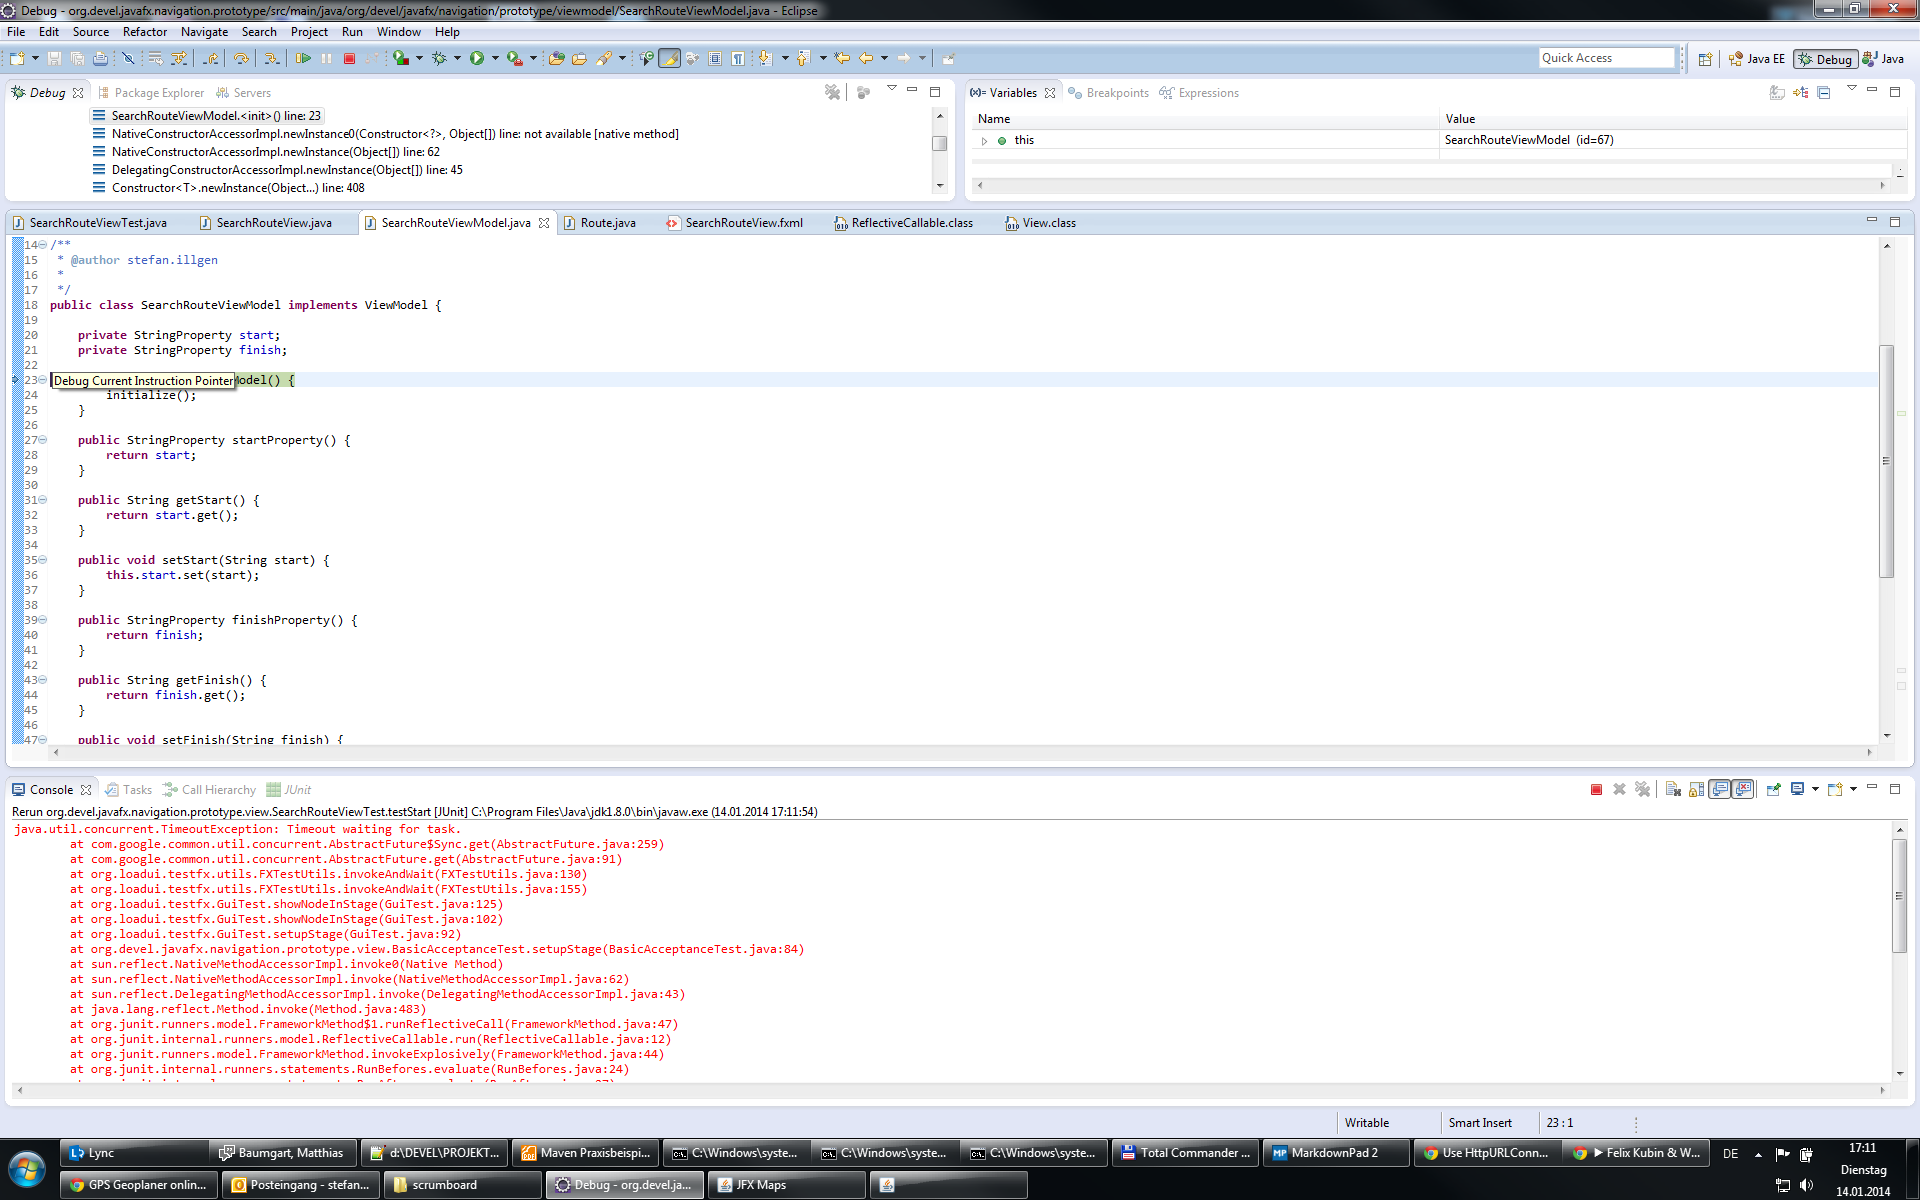 Debug - org.devel.javafx.navigation.prototype/src/main/java/org/devel/javafx/navigation/prototype/viewmodel/SearchRouteViewModel.java - Eclipse
File Edit Source Refactor Navigate Search Project Run Window Help
Quick Access
Java EE Debug Java
Debug Package Explorer Servers
SearchRouteViewModel.<init>() line: 23
NativeConstructorAccessorImpl.newInstance0(Constructor<?>, Object[]) line: not available [native method]
NativeConstructorAccessorImpl.newInstance(Object[]) line: 62
DelegatingConstructorAccessorImpl.newInstance(Object[]) line: 45
Constructor<T>.newInstance(Object...) line: 408
(x)= Variables Breakpoints Expressions
Name Value
this SearchRouteViewModel (id=67)
SearchRouteViewTest.java SearchRouteView.java SearchRouteViewModel.java Route.java SearchRouteView.fxml ReflectiveCallable.class View.class
14 /**
15 * @author stefan.illgen
16 *
17 */
18 public class SearchRouteViewModel implements ViewModel {
19
20 private StringProperty start;
21 private StringProperty finish;
22
23 Debug Current Instruction Pointer Model() {
24 initialize();
25 }
26
27 public StringProperty startProperty() {
28 return start;
29 }
30
31 public String getStart() {
32 return start.get();
33 }
34
35 public void setStart(String start) {
36 this.start.set(start);
37 }
38
39 public StringProperty finishProperty() {
40 return finish;
41 }
42
43 public String getFinish() {
44 return finish.get();
45 }
46
47 public void setFinish(String finish) {
Console Tasks Call Hierarchy JUnit
Rerun org.devel.javafx.navigation.prototype.view.SearchRouteViewTest.testStart [JUnit] C:\Program Files\Java\jdk1.8.0\bin\javaw.exe (14.01.2014 17:11:54)
java.util.concurrent.TimeoutException: Timeout waiting for task.
at com.google.common.util.concurrent.AbstractFuture$Sync.get(AbstractFuture.java:259)
at com.google.common.util.concurrent.AbstractFuture.get(AbstractFuture.java:91)
at org.loadui.testfx.utils.FXTestUtils.invokeAndWait(FXTestUtils.java:130)
at org.loadui.testfx.utils.FXTestUtils.invokeAndWait(FXTestUtils.java:155)
at org.loadui.testfx.GuiTest.showNodeInStage(GuiTest.java:125)
at org.loadui.testfx.GuiTest.showNodeInStage(GuiTest.java:102)
at org.loadui.testfx.GuiTest.setupStage(GuiTest.java:92)
at org.devel.javafx.navigation.prototype.view.BasicAcceptanceTest.setupStage(BasicAcceptanceTest.java:84)
at sun.reflect.NativeMethodAccessorImpl.invoke0(Native Method)
at sun.reflect.NativeMethodAccessorImpl.invoke(NativeMethodAccessorImpl.java:62)
at sun.reflect.DelegatingMethodAccessorImpl.invoke(DelegatingMethodAccessorImpl.java:43)
at java.lang.reflect.Method.invoke(Method.java:483)
at org.junit.runners.model.FrameworkMethod$1.runReflectiveCall(FrameworkMethod.java:47)
at org.junit.internal.runners.model.ReflectiveCallable.run(ReflectiveCallable.java:12)
at org.junit.runners.model.FrameworkMethod.invokeExplosively(FrameworkMethod.java:44)
at org.junit.internal.runners.statements.RunBefores.evaluate(RunBefores.java:24)
Writable Smart Insert 23 : 1
Lync Baumgart, Matthias d:\DEVEL\PROJEKT... Maven Praxisbeispi... C:\Windows\syste... C:\Windows\syste... C:\Windows\syste... Total Commander ... MarkdownPad 2 Use HttpURLConn... ▶ Felix Kubin & W... DE 17:11
GPS Geoplaner onlin... Posteingang - stefan... scrumboard Debug - org.devel.ja... JFX Maps Dienstag
14.01.2014